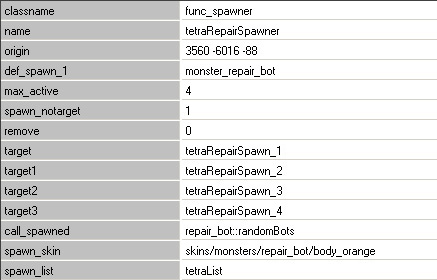 classname func_spawner
name tetraRepairSpawner
origin 3560 -6016 -88
def_spawn_1 monster_repair_bot
max_active 4
spawn_notarget 1
remove 0
target tetraRepairSpawn_1
target1 tetraRepairSpawn_2
target2 tetraRepairSpawn_3
target3 tetraRepairSpawn_4
call_spawned repair_bot::randomBots
spawn_skin skins/monsters/repair_bot/body_orange
spawn_list tetraList